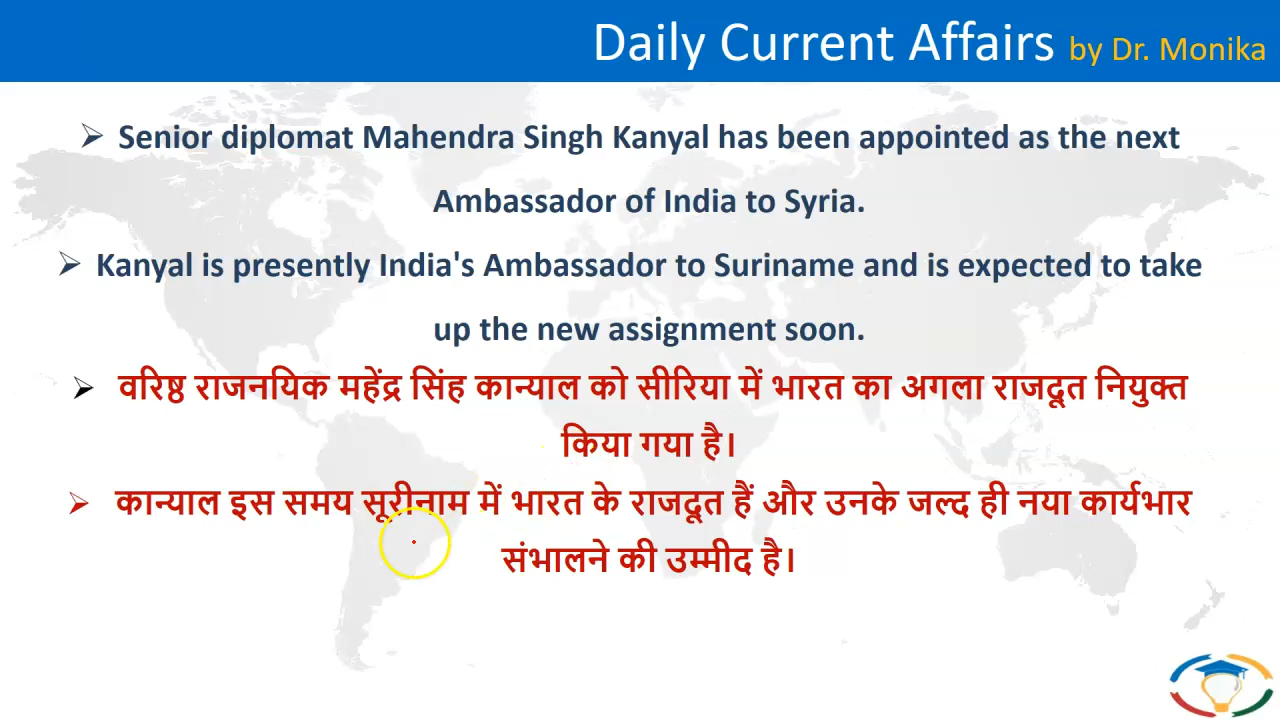 Daily Current Affairs by Dr. Monika
➢ Senior diplomat Mahendra Singh Kanyal has been appointed as the next
Ambassador of India to Syria.
➢ Kanyal is presently India's Ambassador to Suriname and is expected to take
up the new assignment soon.
➢ वरिष्ठ राजनयिक महेंद्र सिंह कान्याल को सीरिया में भारत का अगला राजदूत नियुक्त
किया गया है।
➢ कान्याल इस समय सूरीनाम में भारत के राजदूत हैं और उनके जल्द ही नया कार्यभार
संभालने की उम्मीद है।